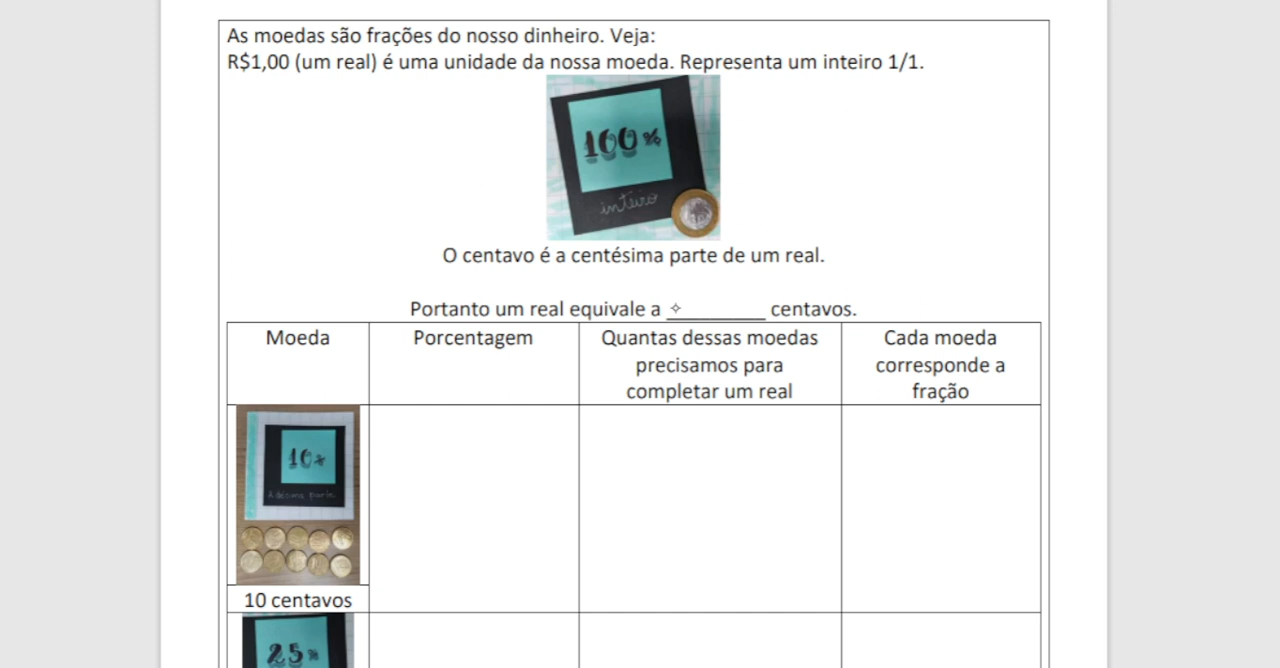 As moedas são frações do nosso dinheiro. Veja:
R$1,00 (um real) é uma unidade da nossa moeda. Representa um inteiro 1/1.
100%
inteiro
O centavo é a centésima parte de um real.
Portanto um real equivale a ✧________ centavos.
Moeda Porcentagem Quantas dessas moedas precisamos para completar um real Cada moeda corresponde a fração
10%
A décima parte
10 centavos
25%